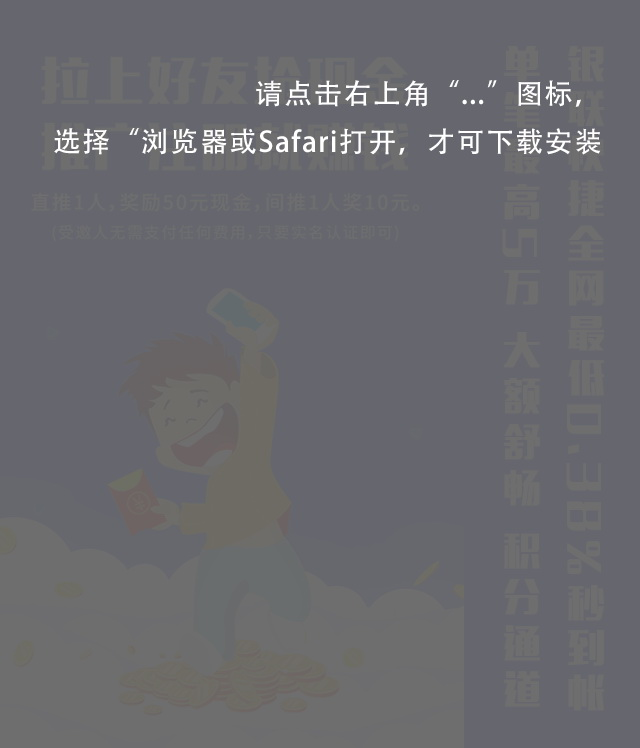 请点击右上角“...”图标,
选择“浏览器或Safari打开, 才可下载安装
拉上好友拾现金
直推1人,奖励50元现金,间推1人奖10元。
(受邀人无需支付任何费用,只要实名认证即可)
银联快捷全网最低0.38%秒到帐
单笔最高5万 大额舒畅 积分通道